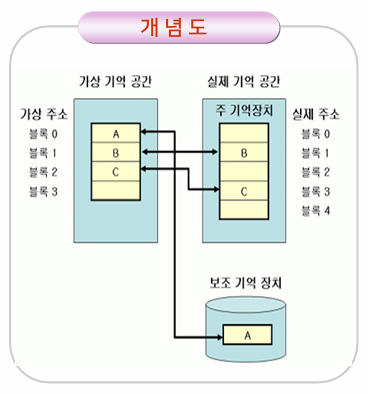 개념도
가상 기억 공간
실제 기억 공간
가상 주소
주 기억장치
실제 주소
블록 0
A
블록 0
블록 1
B
B
블록 1
블록 2
C
블록 2
블록 3
C
블록 3
블록 4
보조 기억 장치
A